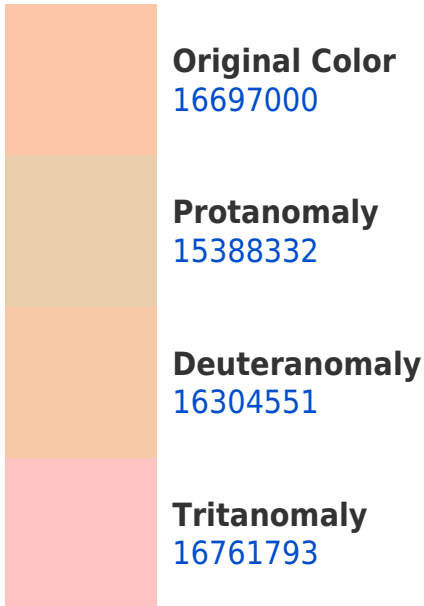 Original Color
16697000
Protanomaly
15388332
Deuteranomaly
16304551
Tritanomaly
16761793